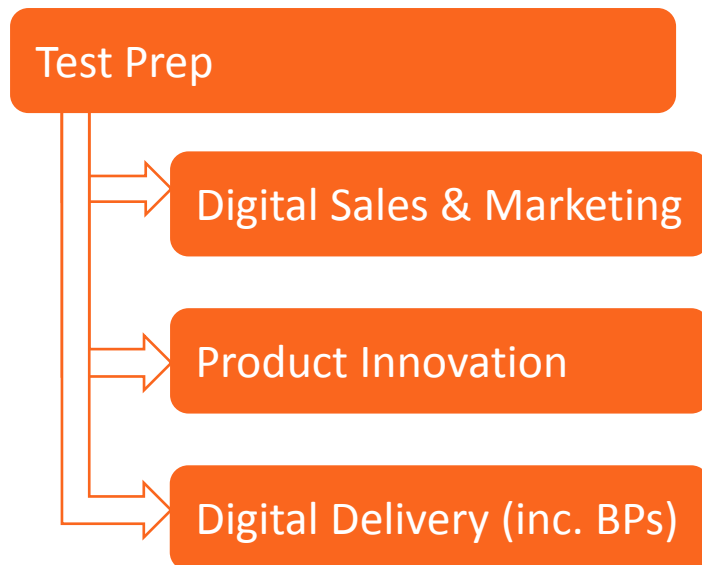 Test Prep
Digital Sales & Marketing
Product Innovation
Digital Delivery (inc. BPs)